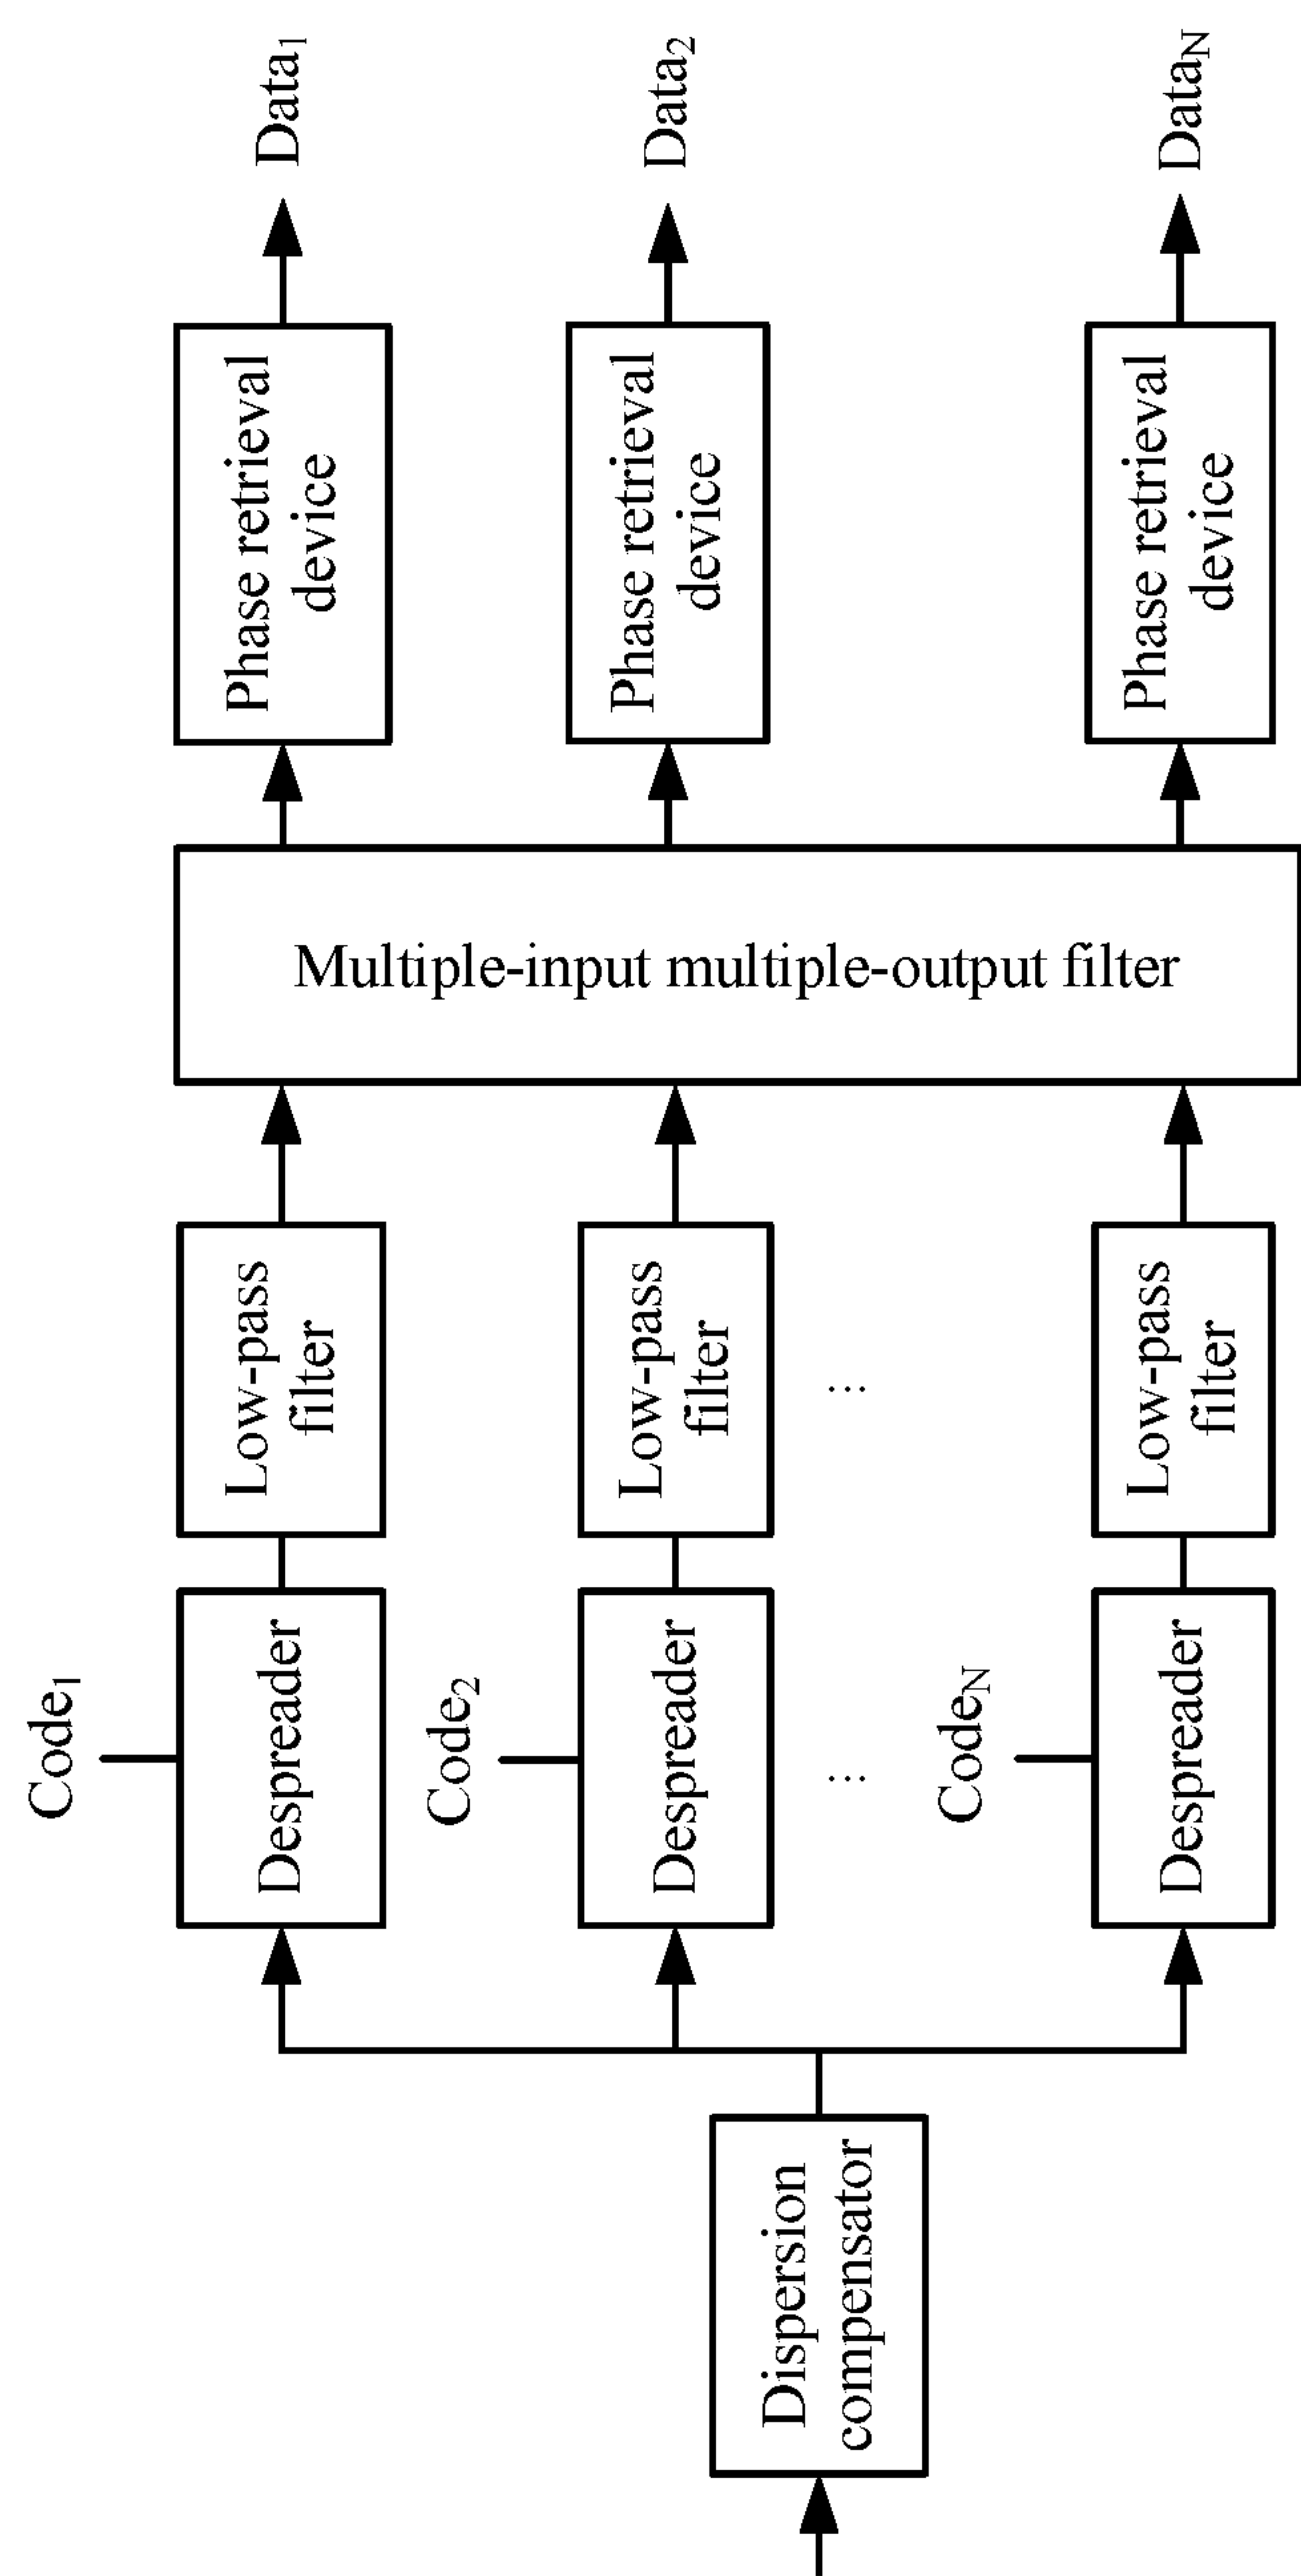 Dispersion
compensator
Code₁
Despreader
Low-pass
filter
Code₂
Despreader
Low-pass
filter
...
...
Codeₙ
Despreader
Low-pass
filter
Multiple-input multiple-output filter
Phase retrieval
device
Data₁
Phase retrieval
device
Data₂
Phase retrieval
device
Data_N